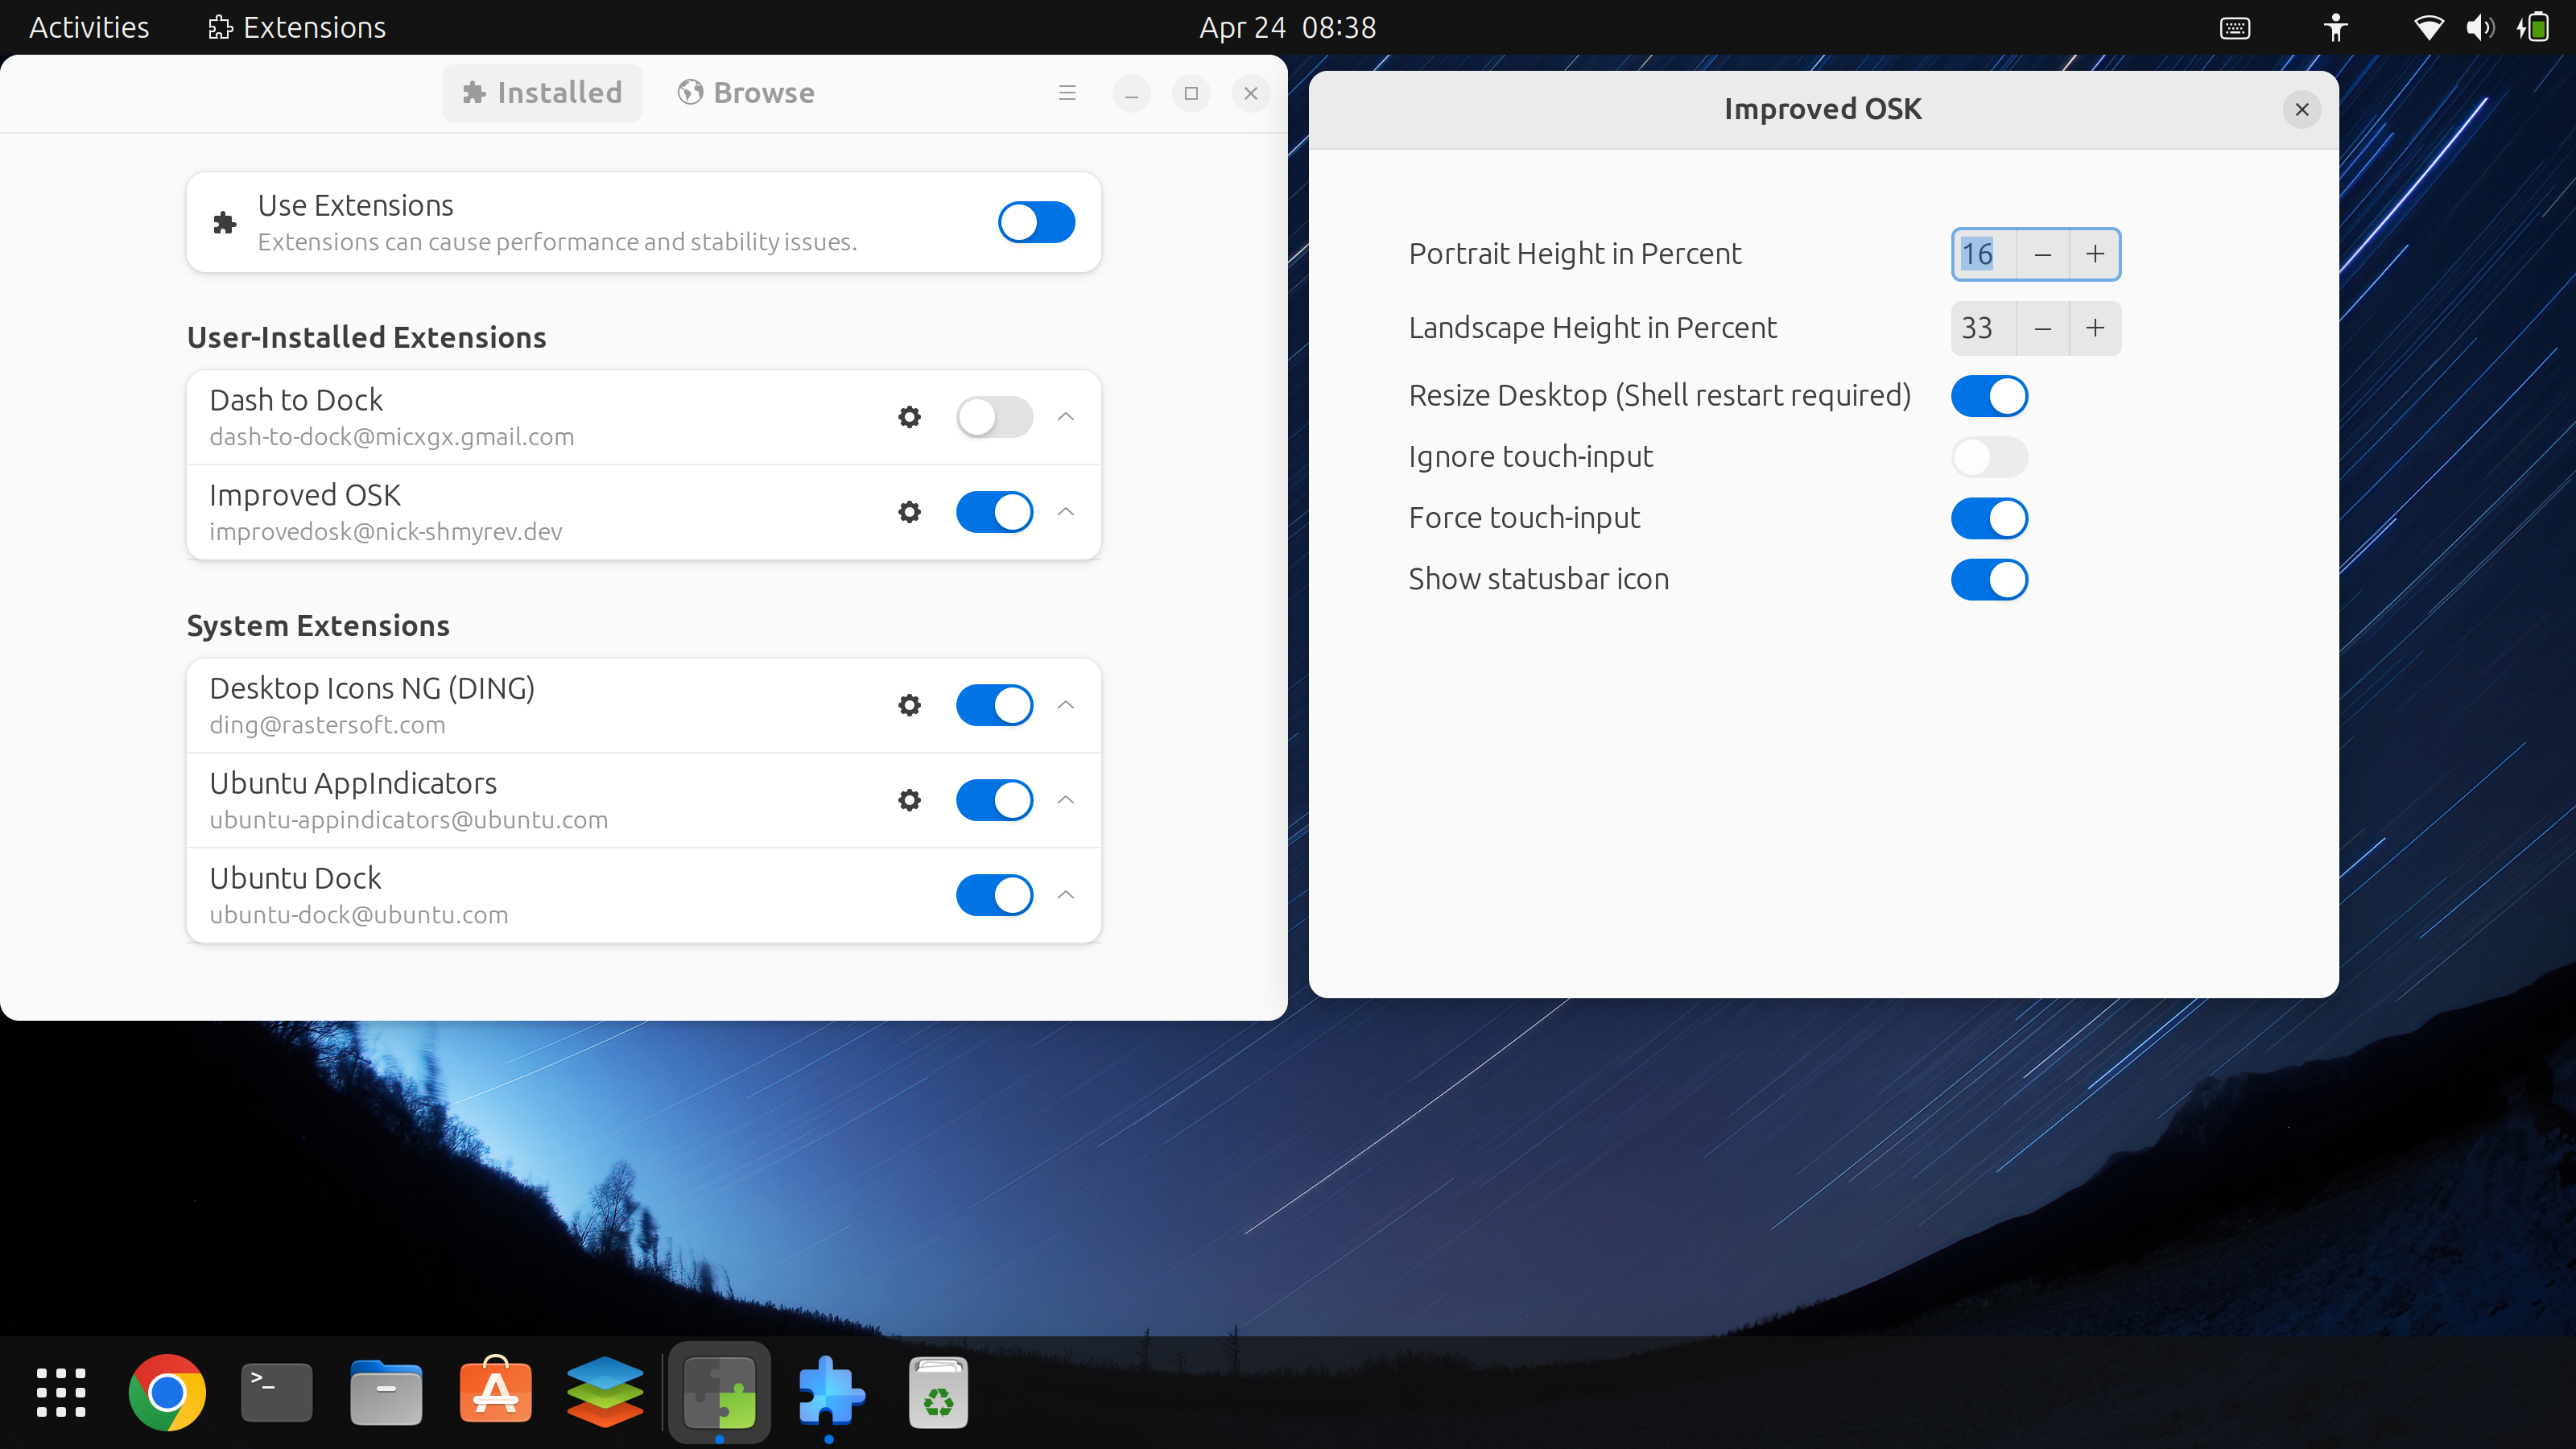 Activities
Extensions
Apr 24 08:38
Installed
Browse
Use Extensions
Extensions can cause performance and stability issues.
User-Installed Extensions
Dash to Dock
dash-to-dock@micxgx.gmail.com
Improved OSK
improvedosk@nick-shmyrev.dev
System Extensions
Desktop Icons NG (DING)
ding@rastersoft.com
Ubuntu AppIndicators
ubuntu-appindicators@ubuntu.com
Ubuntu Dock
ubuntu-dock@ubuntu.com
Improved OSK
Portrait Height in Percent 16 − +
Landscape Height in Percent 33 − +
Resize Desktop (Shell restart required)
Ignore touch-input
Force touch-input
Show statusbar icon
>_